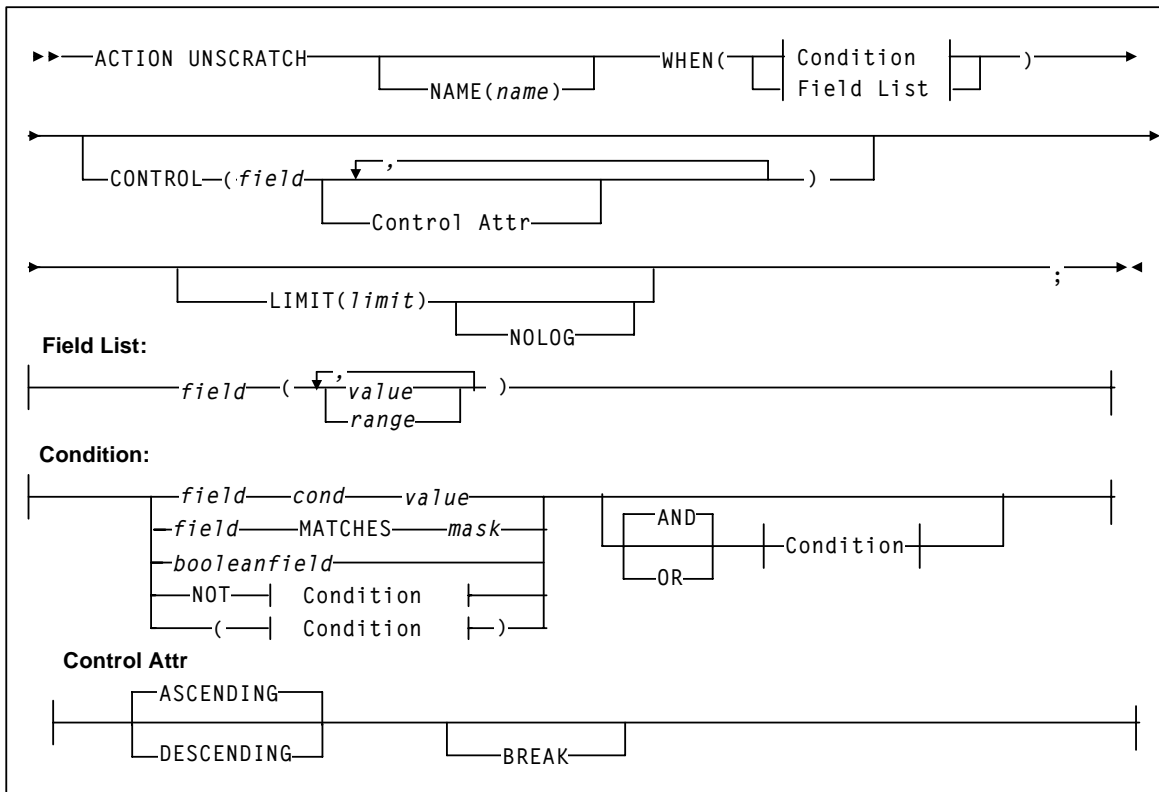 ACTION UNSCRATCH NAME(name) WHEN( Condition )
Field List
,
CONTROL ( field Control Attr )
LIMIT(limit) NOLOG ;
Field List:
,
field ( value )
range
Condition:
field cond value
field MATCHES mask
booleanfield
NOT Condition
( Condition )
AND
Condition
OR
Control Attr
ASCENDING
DESCENDING
BREAK